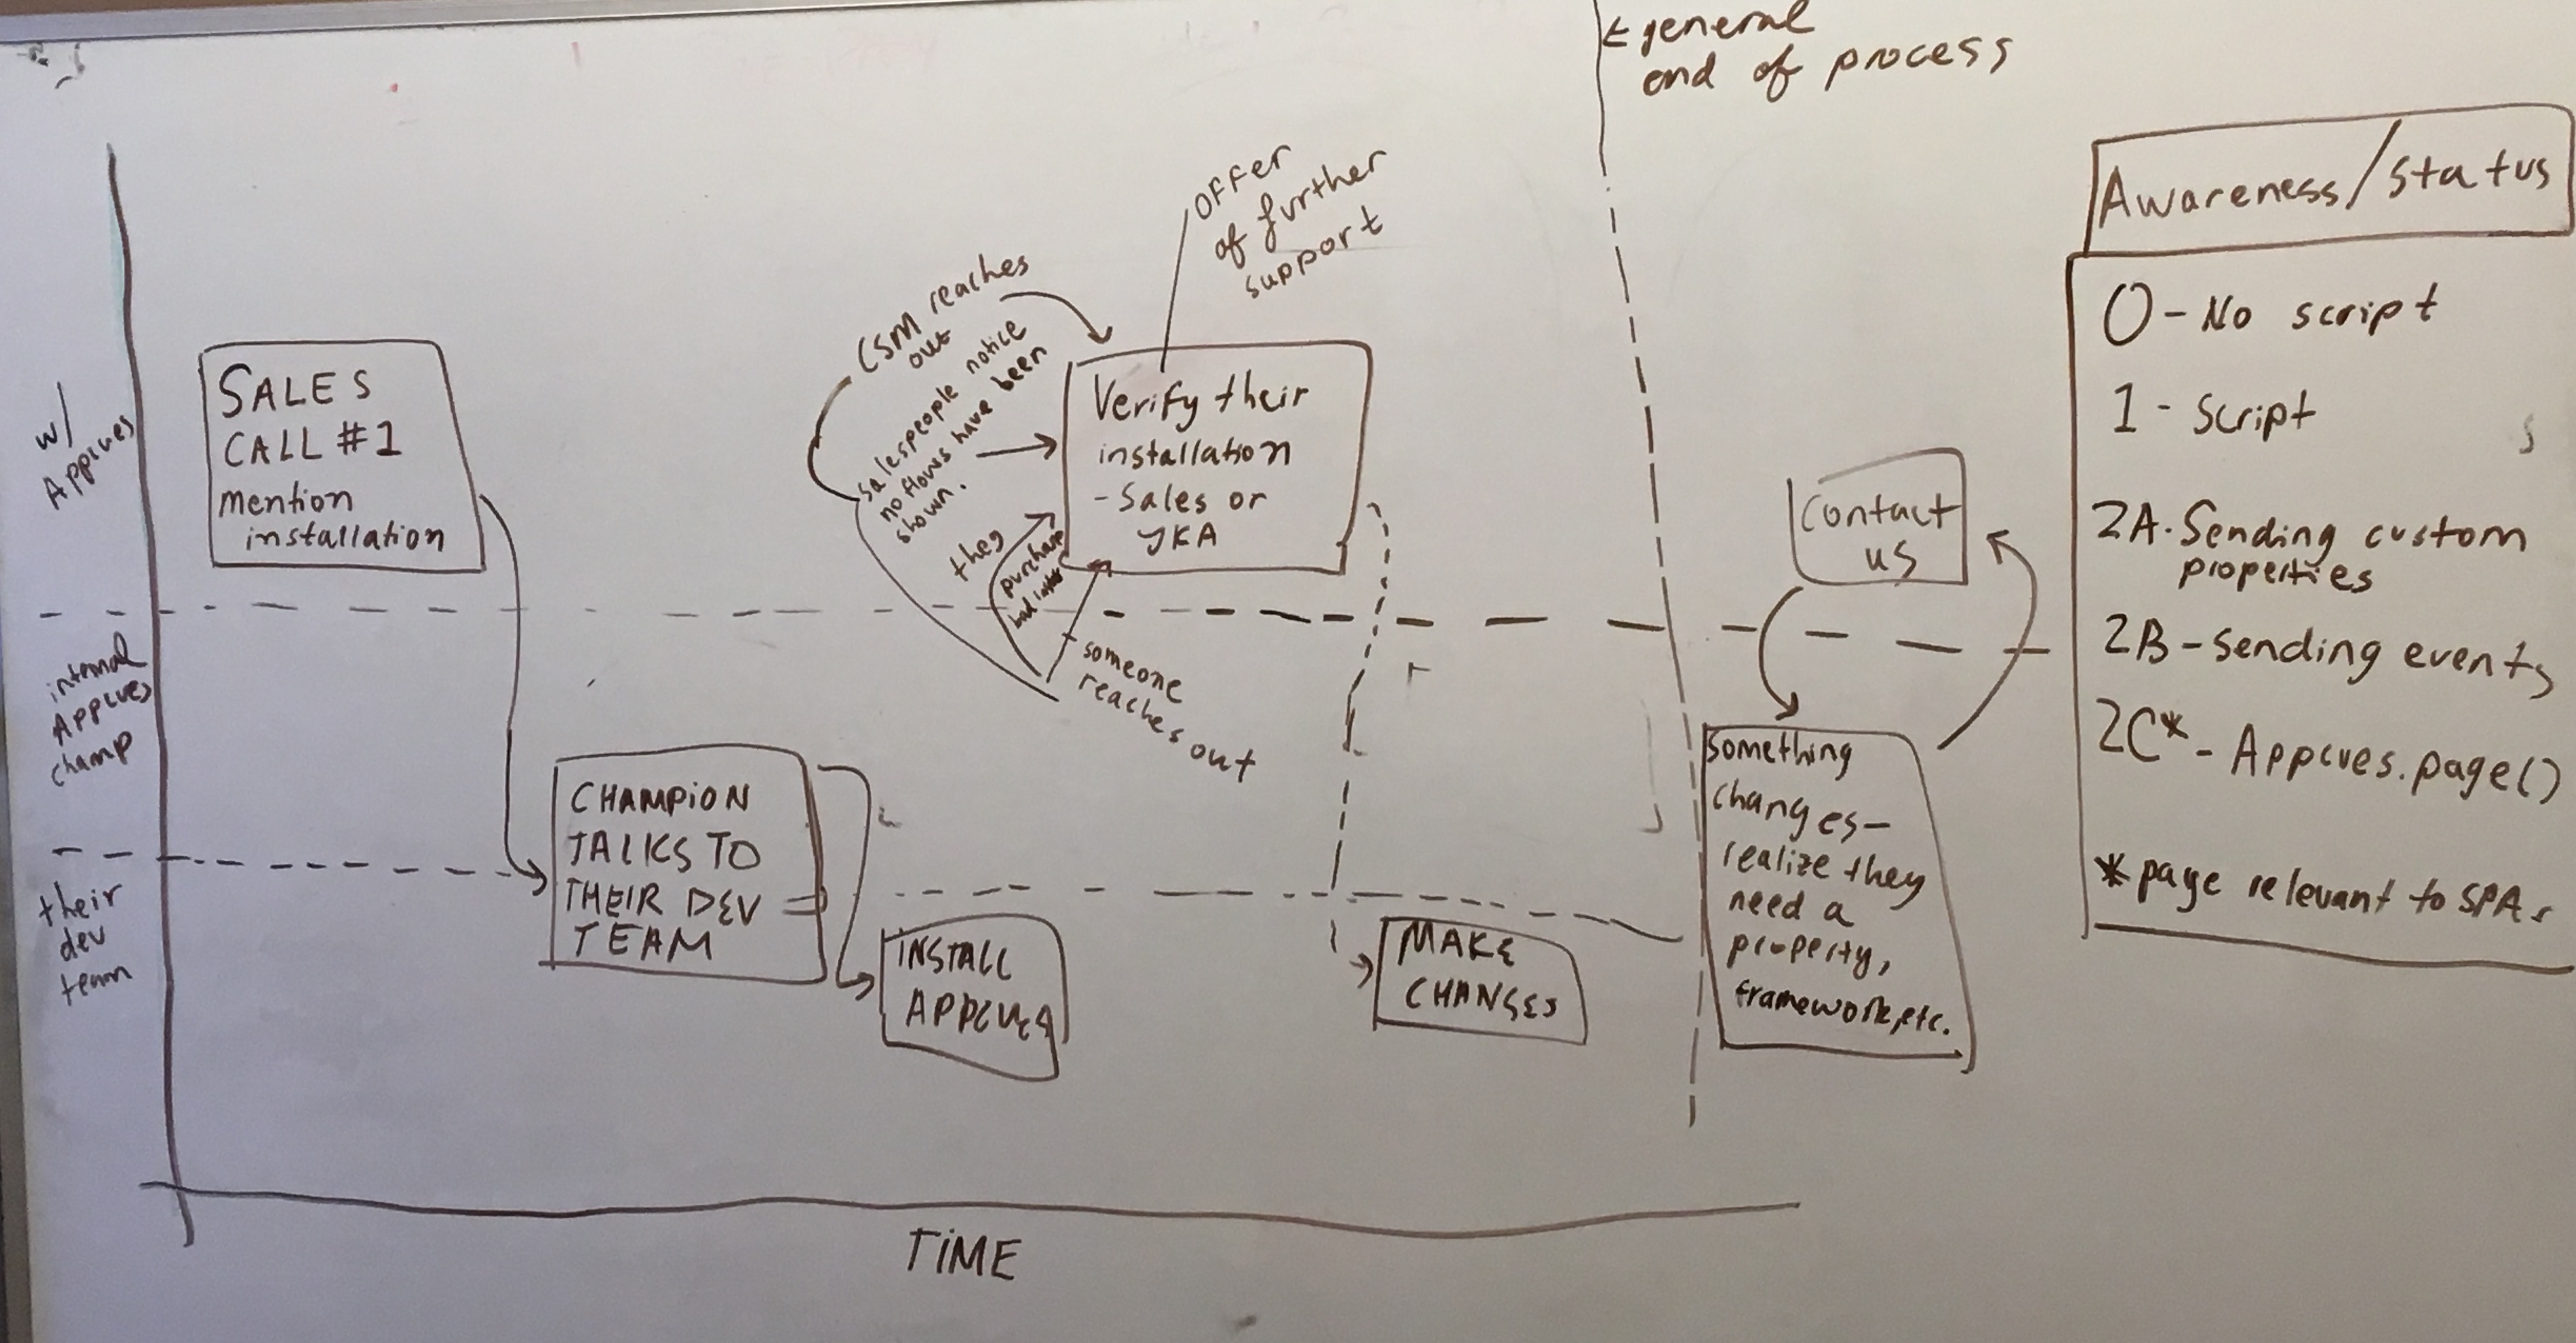 ← general
end of process
Awareness/Status
0 - No script
1 - Script
2A. Sending custom
properties
2B - sending events
2C* - Appcues.page()
* page relevant to SPAs
w/
Appcues
internal
Appcues
champ
their
dev
team
SALES
CALL #1
mention
installation
CHAMPION
TALKS TO
THEIR DEV
TEAM
INSTALL
APPCUES
CSM reaches
out
salespeople notice
no flows have been
shown.
they
purchase
someone
reaches out
OFFER
of further
support
Verify their
installation
- Sales or
YKA
MAKE
CHANGES
Contact
us
something
changes-
realize they
need a
property,
framework, etc.
TIME